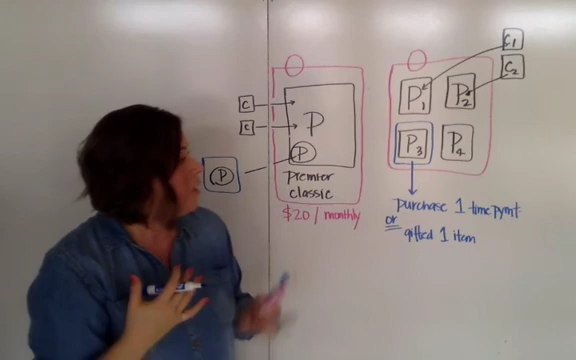 C
C
P
P
P
Premier
classic
$20 / monthly
C1
C2
P1
P2
P3
P4
Purchase 1 time pymt.
or
gifted 1 item